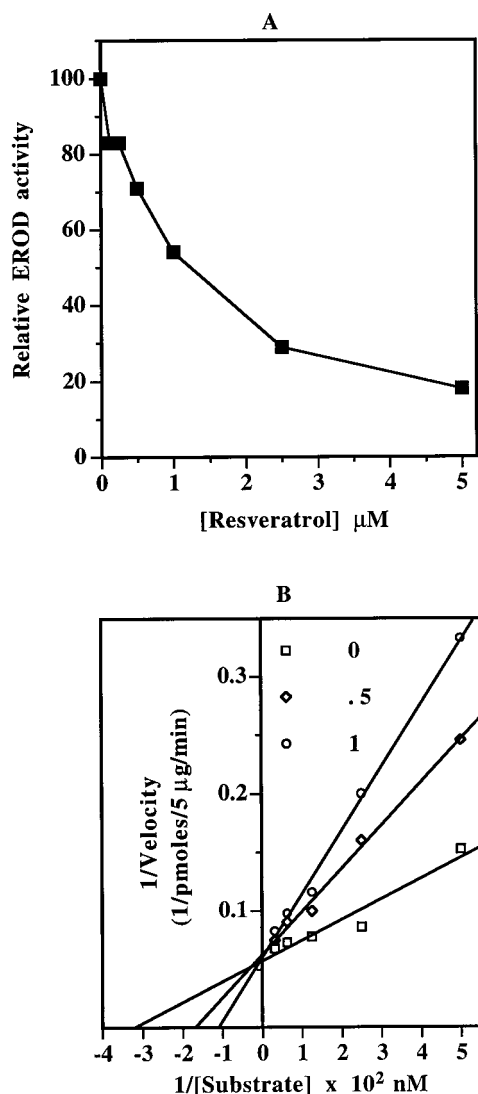 A
Relative EROD activity
100
80
60
40
20
0
0 1 2 3 4 5
[Resveratrol] μM
B
1/Velocity
(1/pmoles/5 μg/min)
0.3
0.2
0.1
0
.5
1
-4 -3 -2 -1 0 1 2 3 4 5
1/[Substrate] x 10² nM